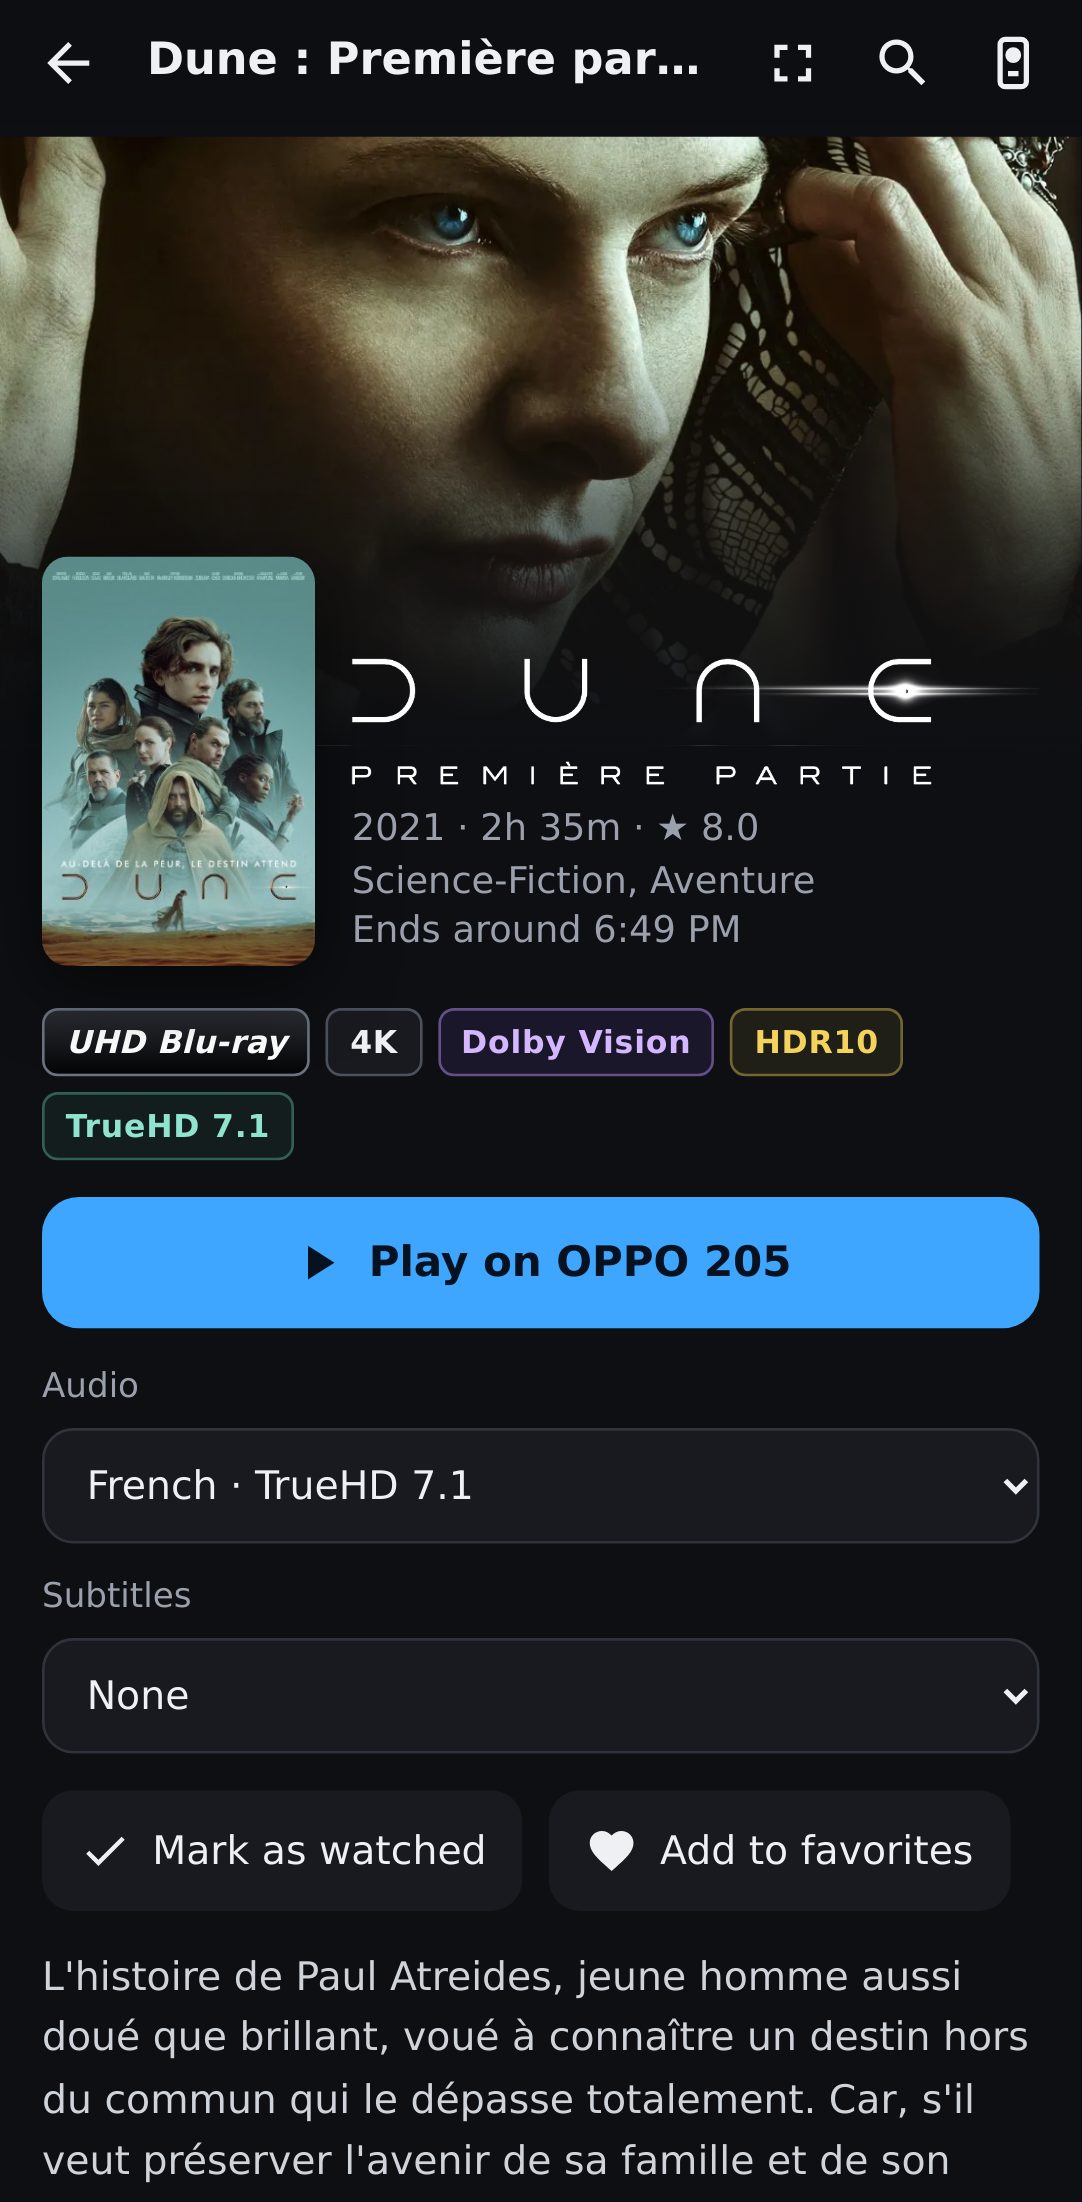 Dune : Première par...
DUNE
PREMIÈRE PARTIE
AU-DELÀ DE LA PEUR, LE DESTIN ATTEND
DUNE
2021 · 2h 35m · ★ 8.0
Science-Fiction, Aventure
Ends around 6:49 PM
UHD Blu-ray
4K
Dolby Vision
HDR10
TrueHD 7.1
Play on OPPO 205
Audio
French · TrueHD 7.1
Subtitles
None
Mark as watched
Add to favorites
L'histoire de Paul Atreides, jeune homme aussi
doué que brillant, voué à connaître un destin hors
du commun qui le dépasse totalement. Car, s'il
veut préserver l'avenir de sa famille et de son